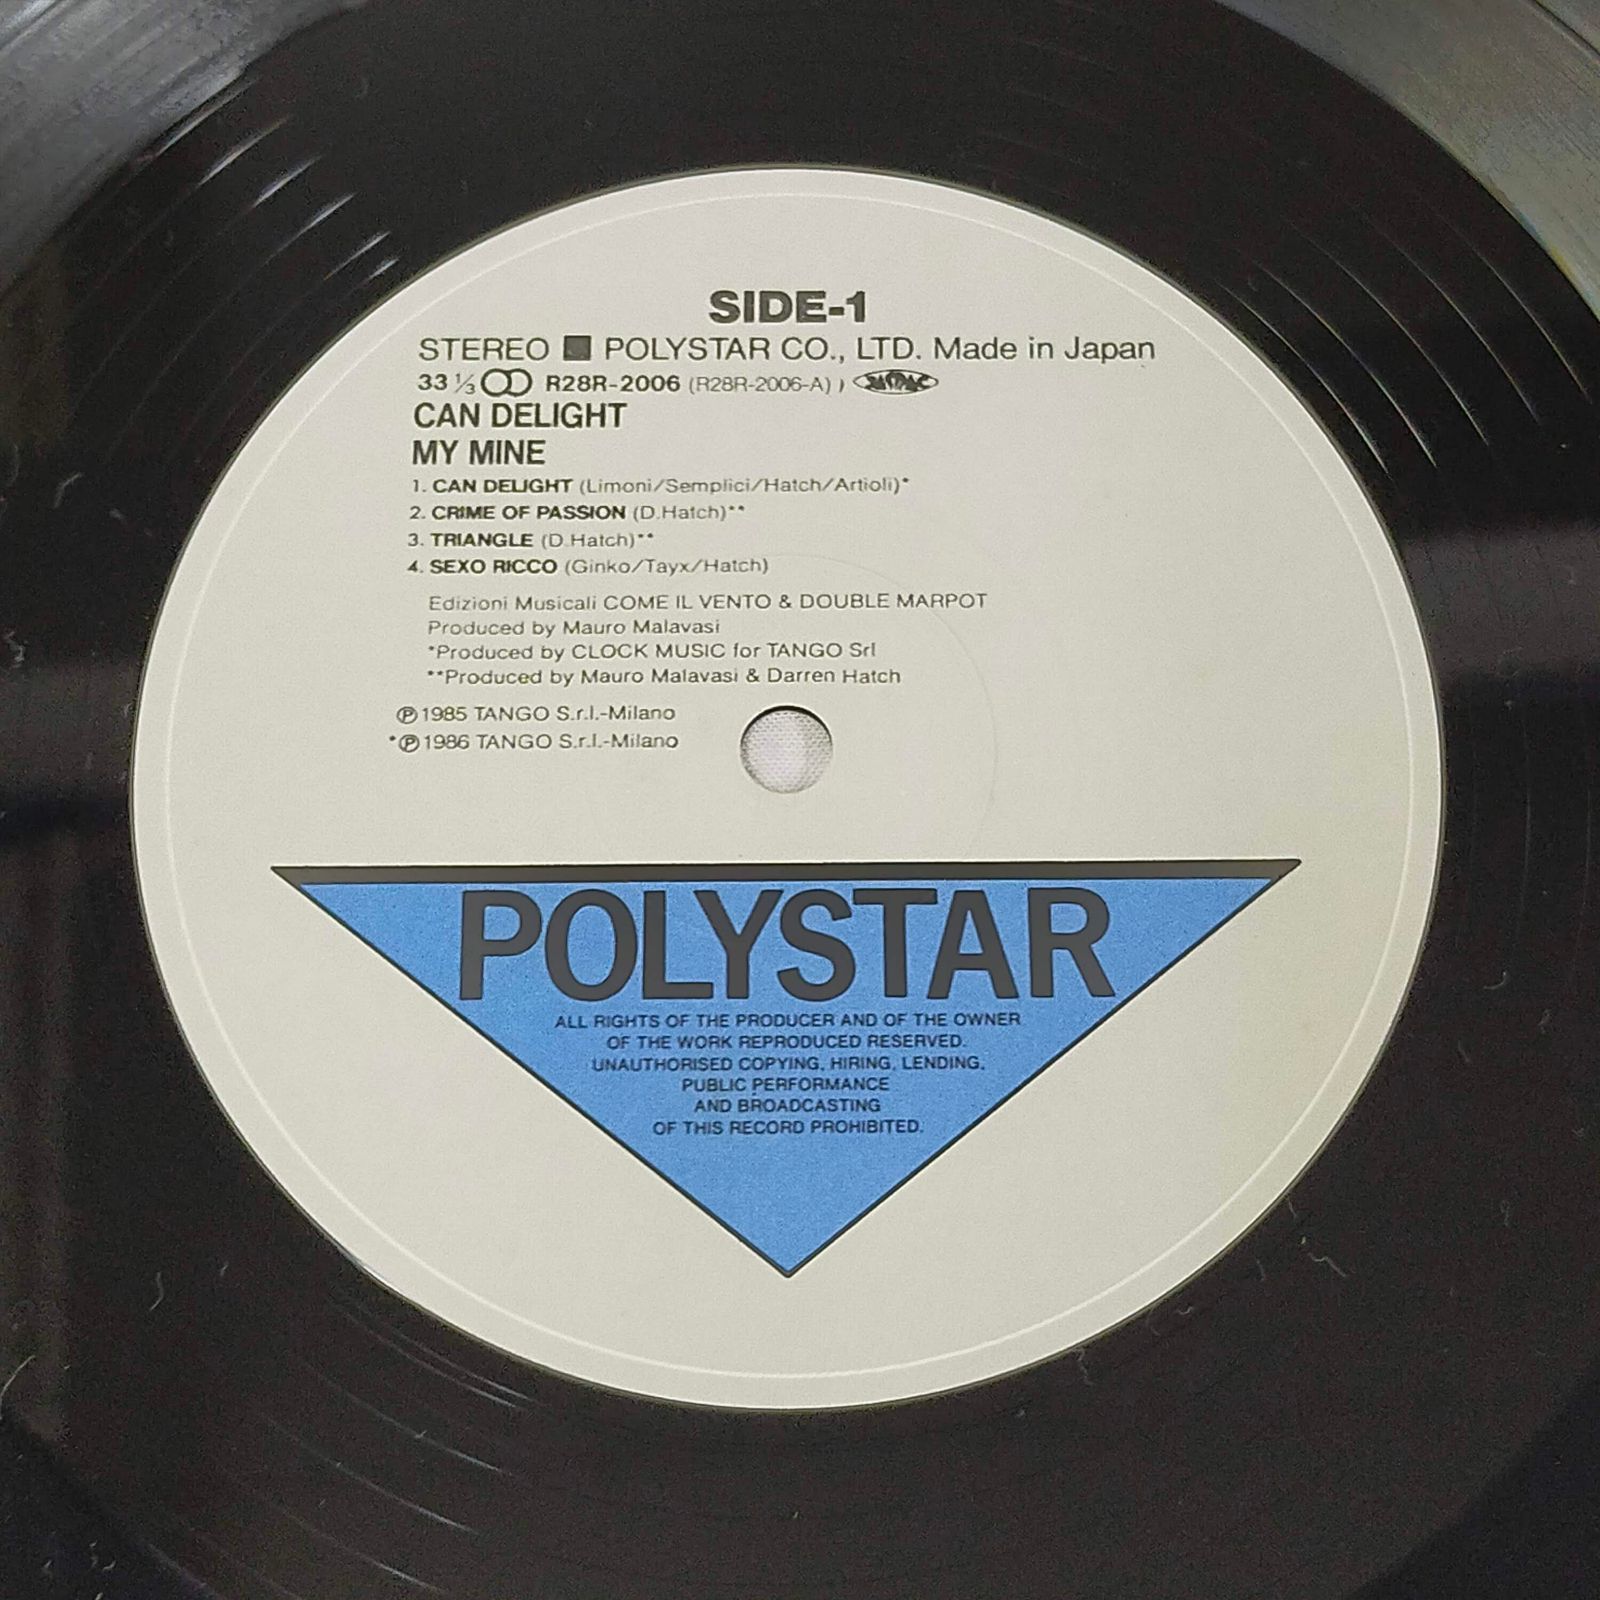 SIDE-1
STEREO ■ POLYSTAR CO., LTD. Made in Japan
33 ⅓ R28R-2006 (R28R-2006-A)
CAN DELIGHT
MY MINE
1. CAN DELIGHT (Limoni/Semplici/Hatch/Artioli)*
2. CRIME OF PASSION (D.Hatch)**
3. TRIANGLE (D.Hatch)**
4. SEXO RICCO (Ginko/Tayx/Hatch)
Edizioni Musicali COME IL VENTO & DOUBLE MARPOT
Produced by Mauro Malavasi
*Produced by CLOCK MUSIC for TANGO Srl
**Produced by Mauro Malavasi & Darren Hatch
℗1985 TANGO S.r.l.-Milano
*℗1986 TANGO S.r.l.-Milano
POLYSTAR
ALL RIGHTS OF THE PRODUCER AND OF THE OWNER
OF THE WORK REPRODUCED RESERVED.
UNAUTHORISED COPYING, HIRING, LENDING,
PUBLIC PERFORMANCE
AND BROADCASTING
OF THIS RECORD PROHIBITED.